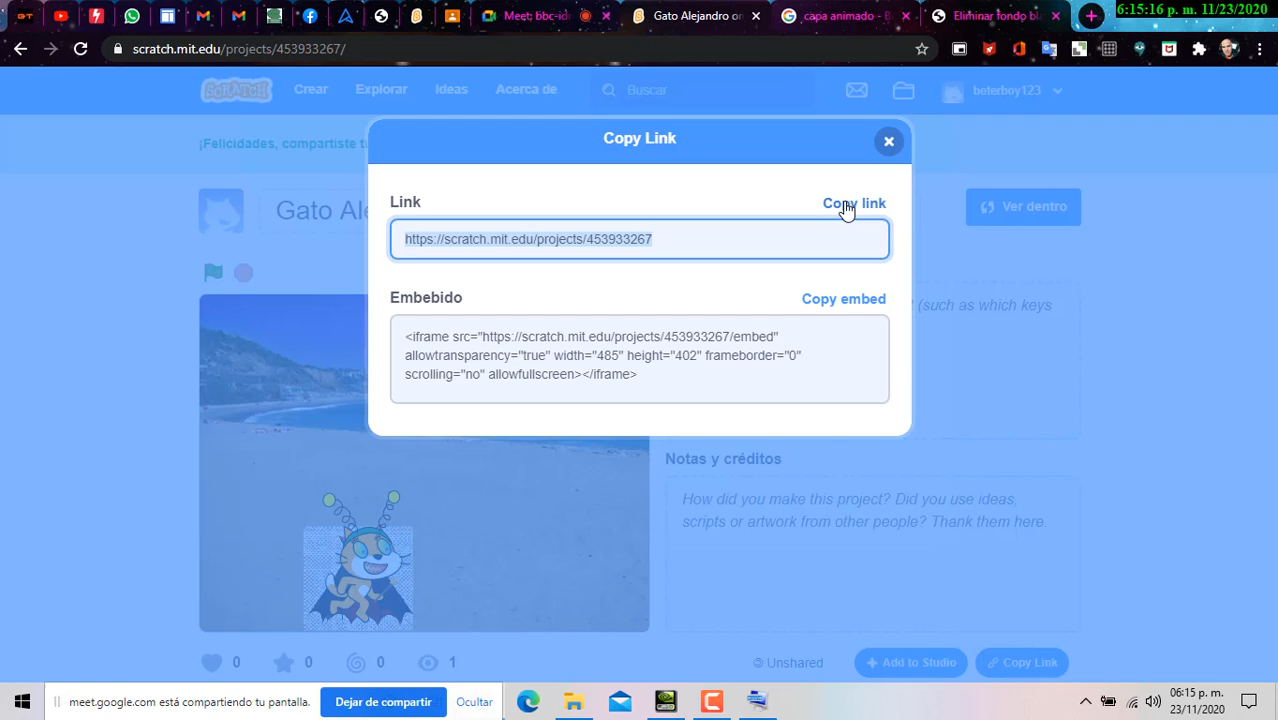 6:15:16 p. m. 11/23/2020
Meet; bbc-id
Gato Alejandro on
capa animado - B
Eliminar fondo bl
scratch.mit.edu/projects/453933267/
SCRATCH
Crear
Explorar
Ideas
Acerca de
Buscar
beterboy123
¡Felicidades, compartiste tu
Copy Link
Gato Ale
Ver dentro
Link
Copy link
https://scratch.mit.edu/projects/453933267
Embebido
Copy embed
(such as which keys
<iframe src="https://scratch.mit.edu/projects/453933267/embed"
allowtransparency="true" width="485" height="402" frameborder="0"
scrolling="no" allowfullscreen></iframe>
Notas y créditos
How did you make this project? Did you use ideas,
scripts or artwork from other people? Thank them here.
0
0
0
1
Unshared
Add to Studio
Copy Link
meet.google.com está compartiendo tu pantalla.
Dejar de compartir
Ocultar
06:15 p. m.
23/11/2020